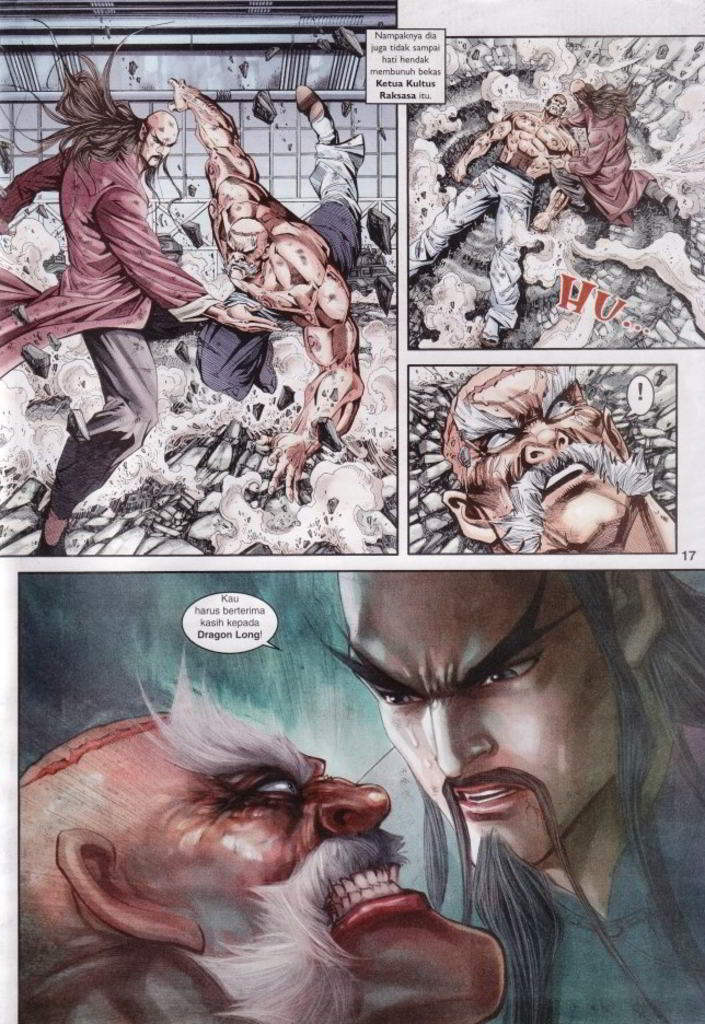 Nampaknya dia
juga tidak sampai
hati hendak
membunuh bekas
Ketua Kultus
Raksasa itu.
HU...
!
17
Kau
harus berterima
kasih kepada
Dragon Long!